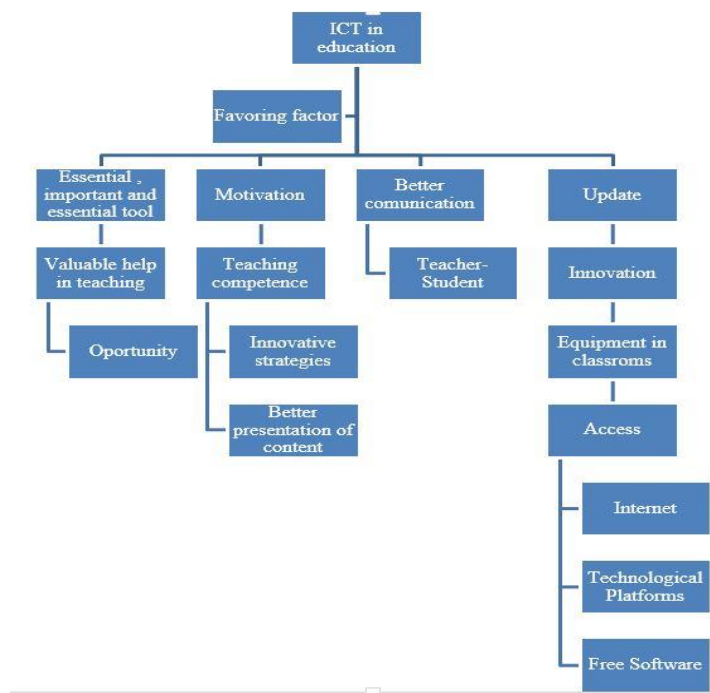 ICT in
education
Favoring factor
Essential ,
important and
essential tool
Motivation
Better
comunication
Update
Valuable help
in teaching
Teaching
competence
Teacher-
Student
Innovation
Oportunity
Innovative
strategies
Equipment in
classroms
Better
presentation of
content
Access
Internet
Technological
Platforms
Free Software